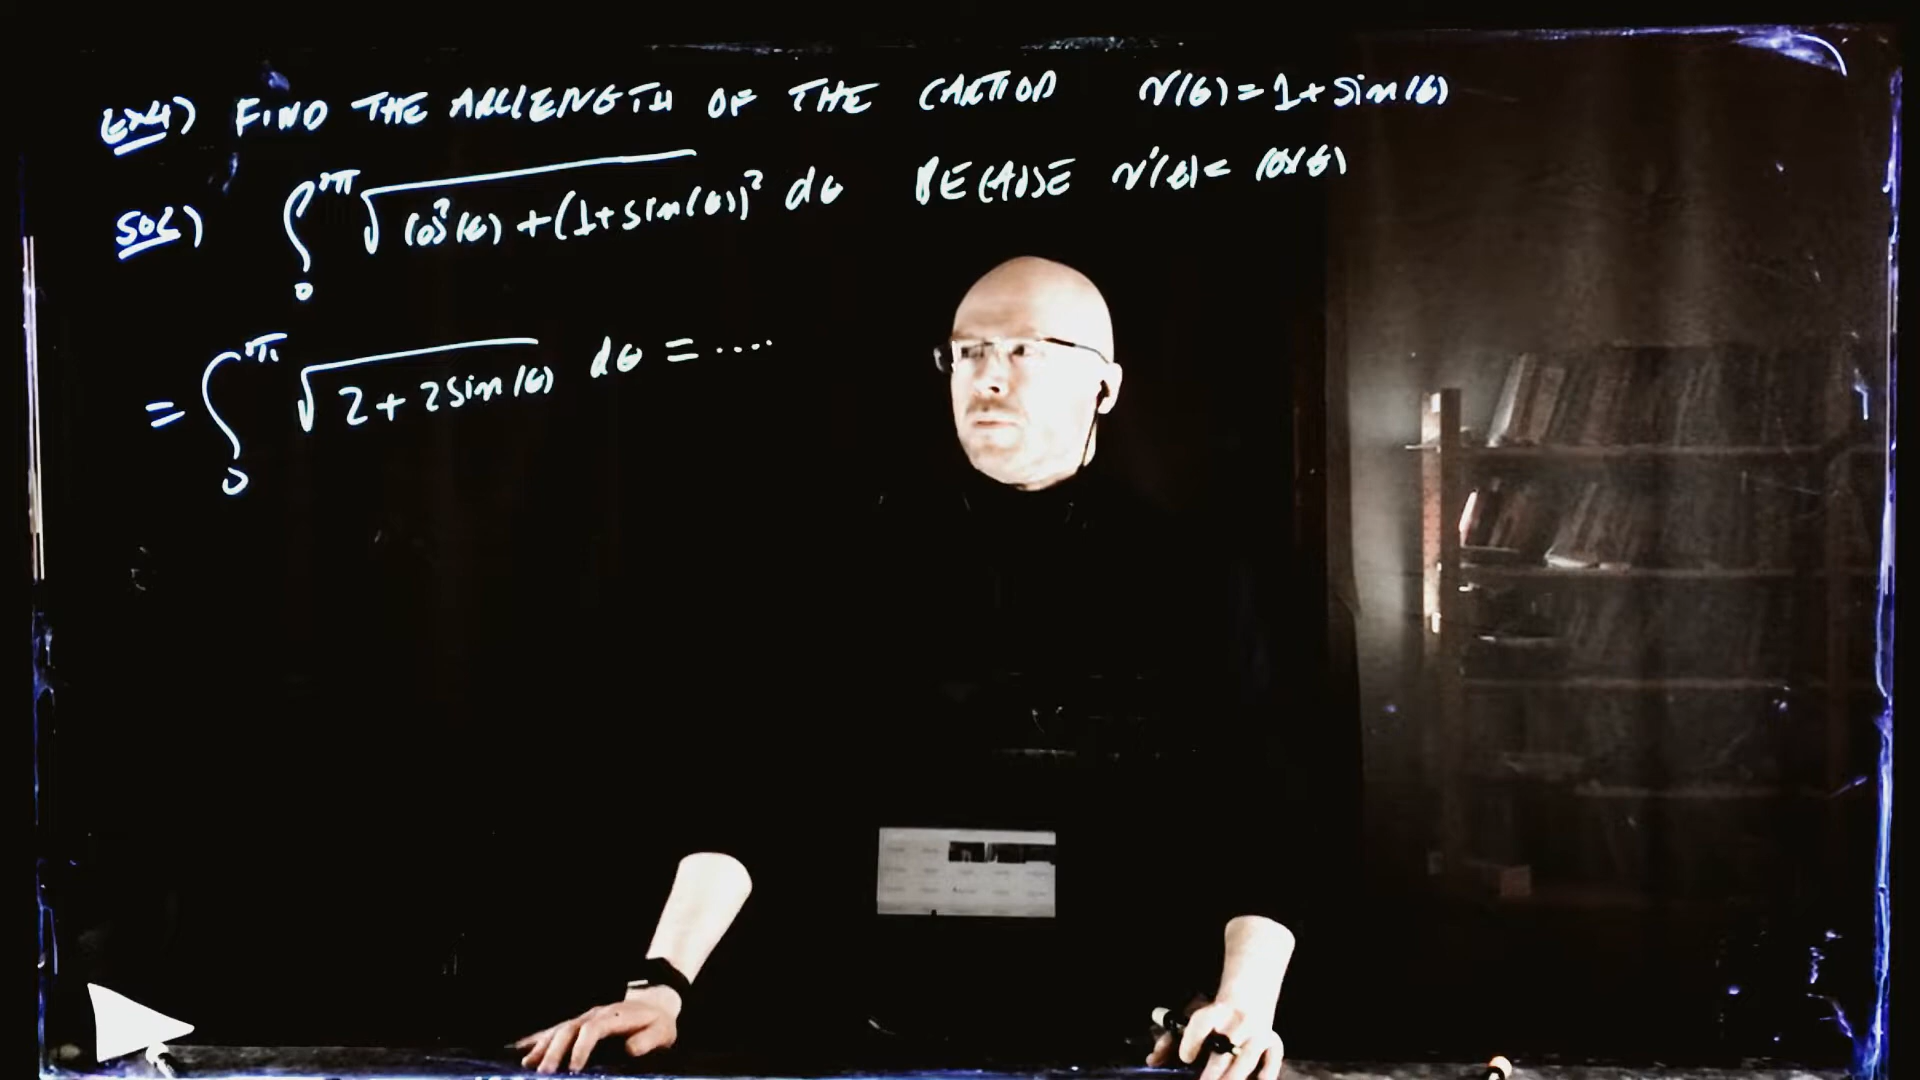 Ex4) FIND THE ARCLENGTH OF THE CARTIOD r(θ)=1+sin(θ)
SOL) ∫₀^2π √(cos²(θ)+(1+sin(θ))²) dθ BECAUSE r'(θ)= cos(θ)
= ∫₀^2π √(2+2sin(θ)) dθ = ....